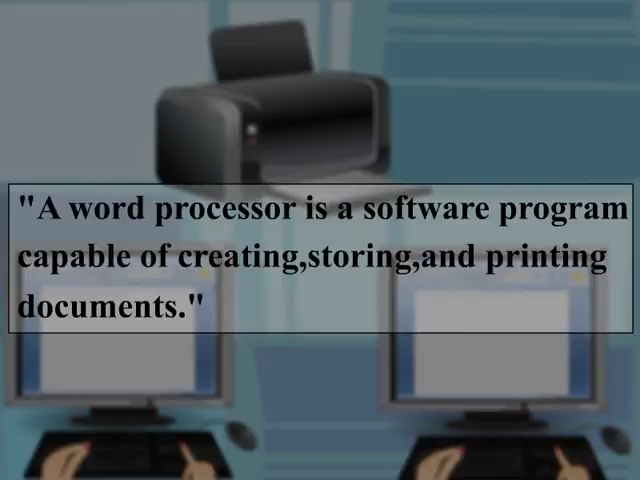 "A word processor is a software program
capable of creating,storing,and printing
documents."